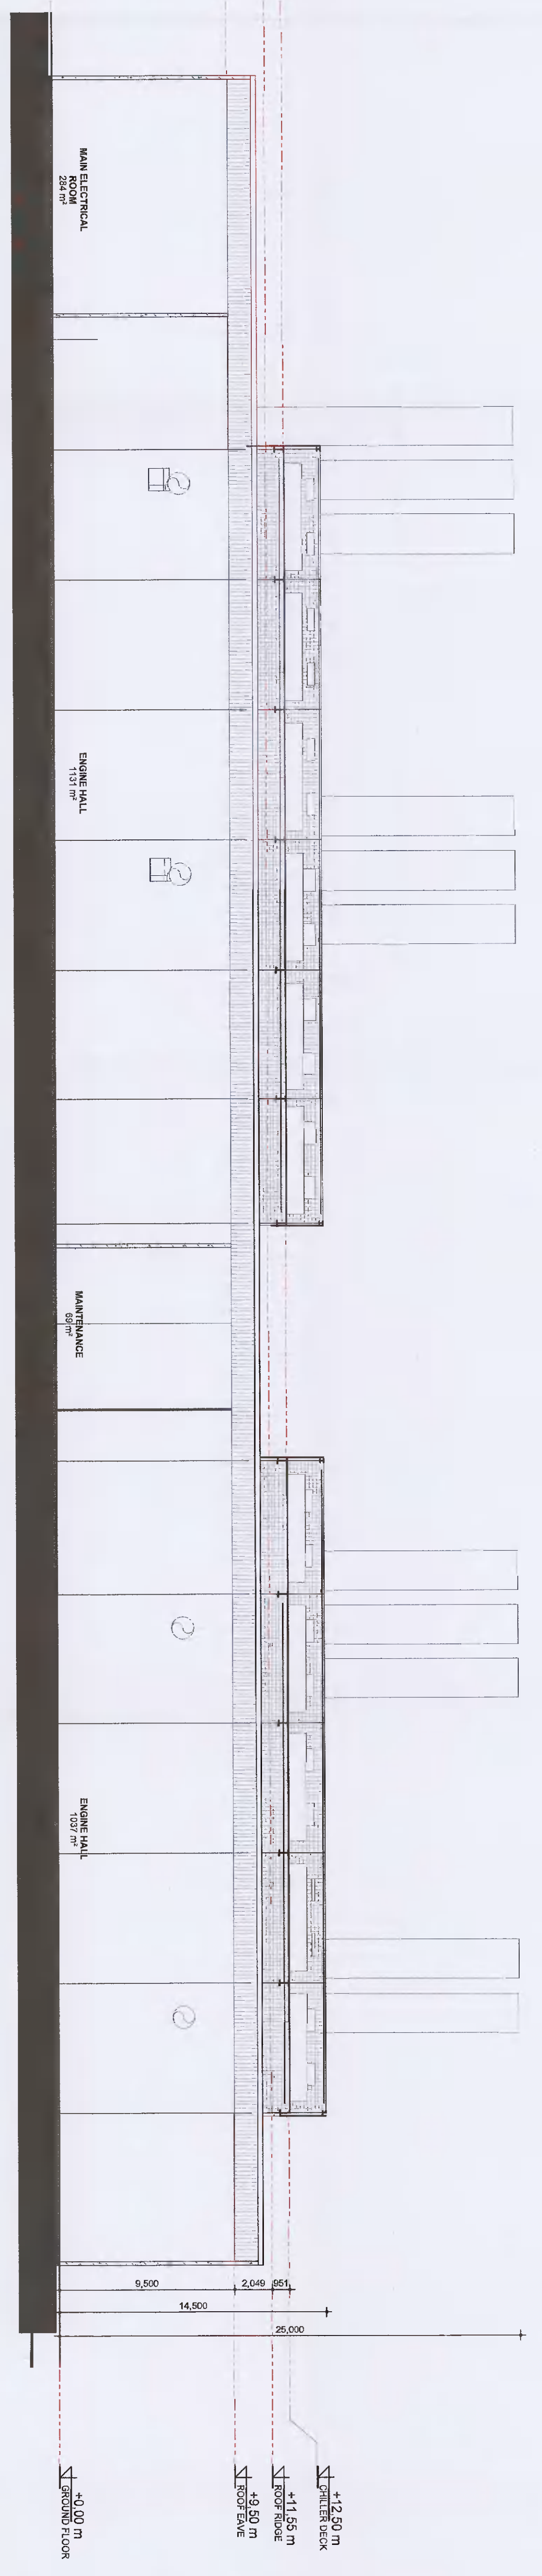 MAIN ELECTRICAL
ROOM
284 m²
ENGINE HALL
1131 m²
MAINTENANCE
69 m²
ENGINE HALL
1037 m²
9,500
2,049
951
14,500
25,000
+12,50 m
CHILLER DECK
+11,55 m
ROOF RIDGE
+9,50 m
ROOF EAVE
+0,00 m
GROUND FLOOR